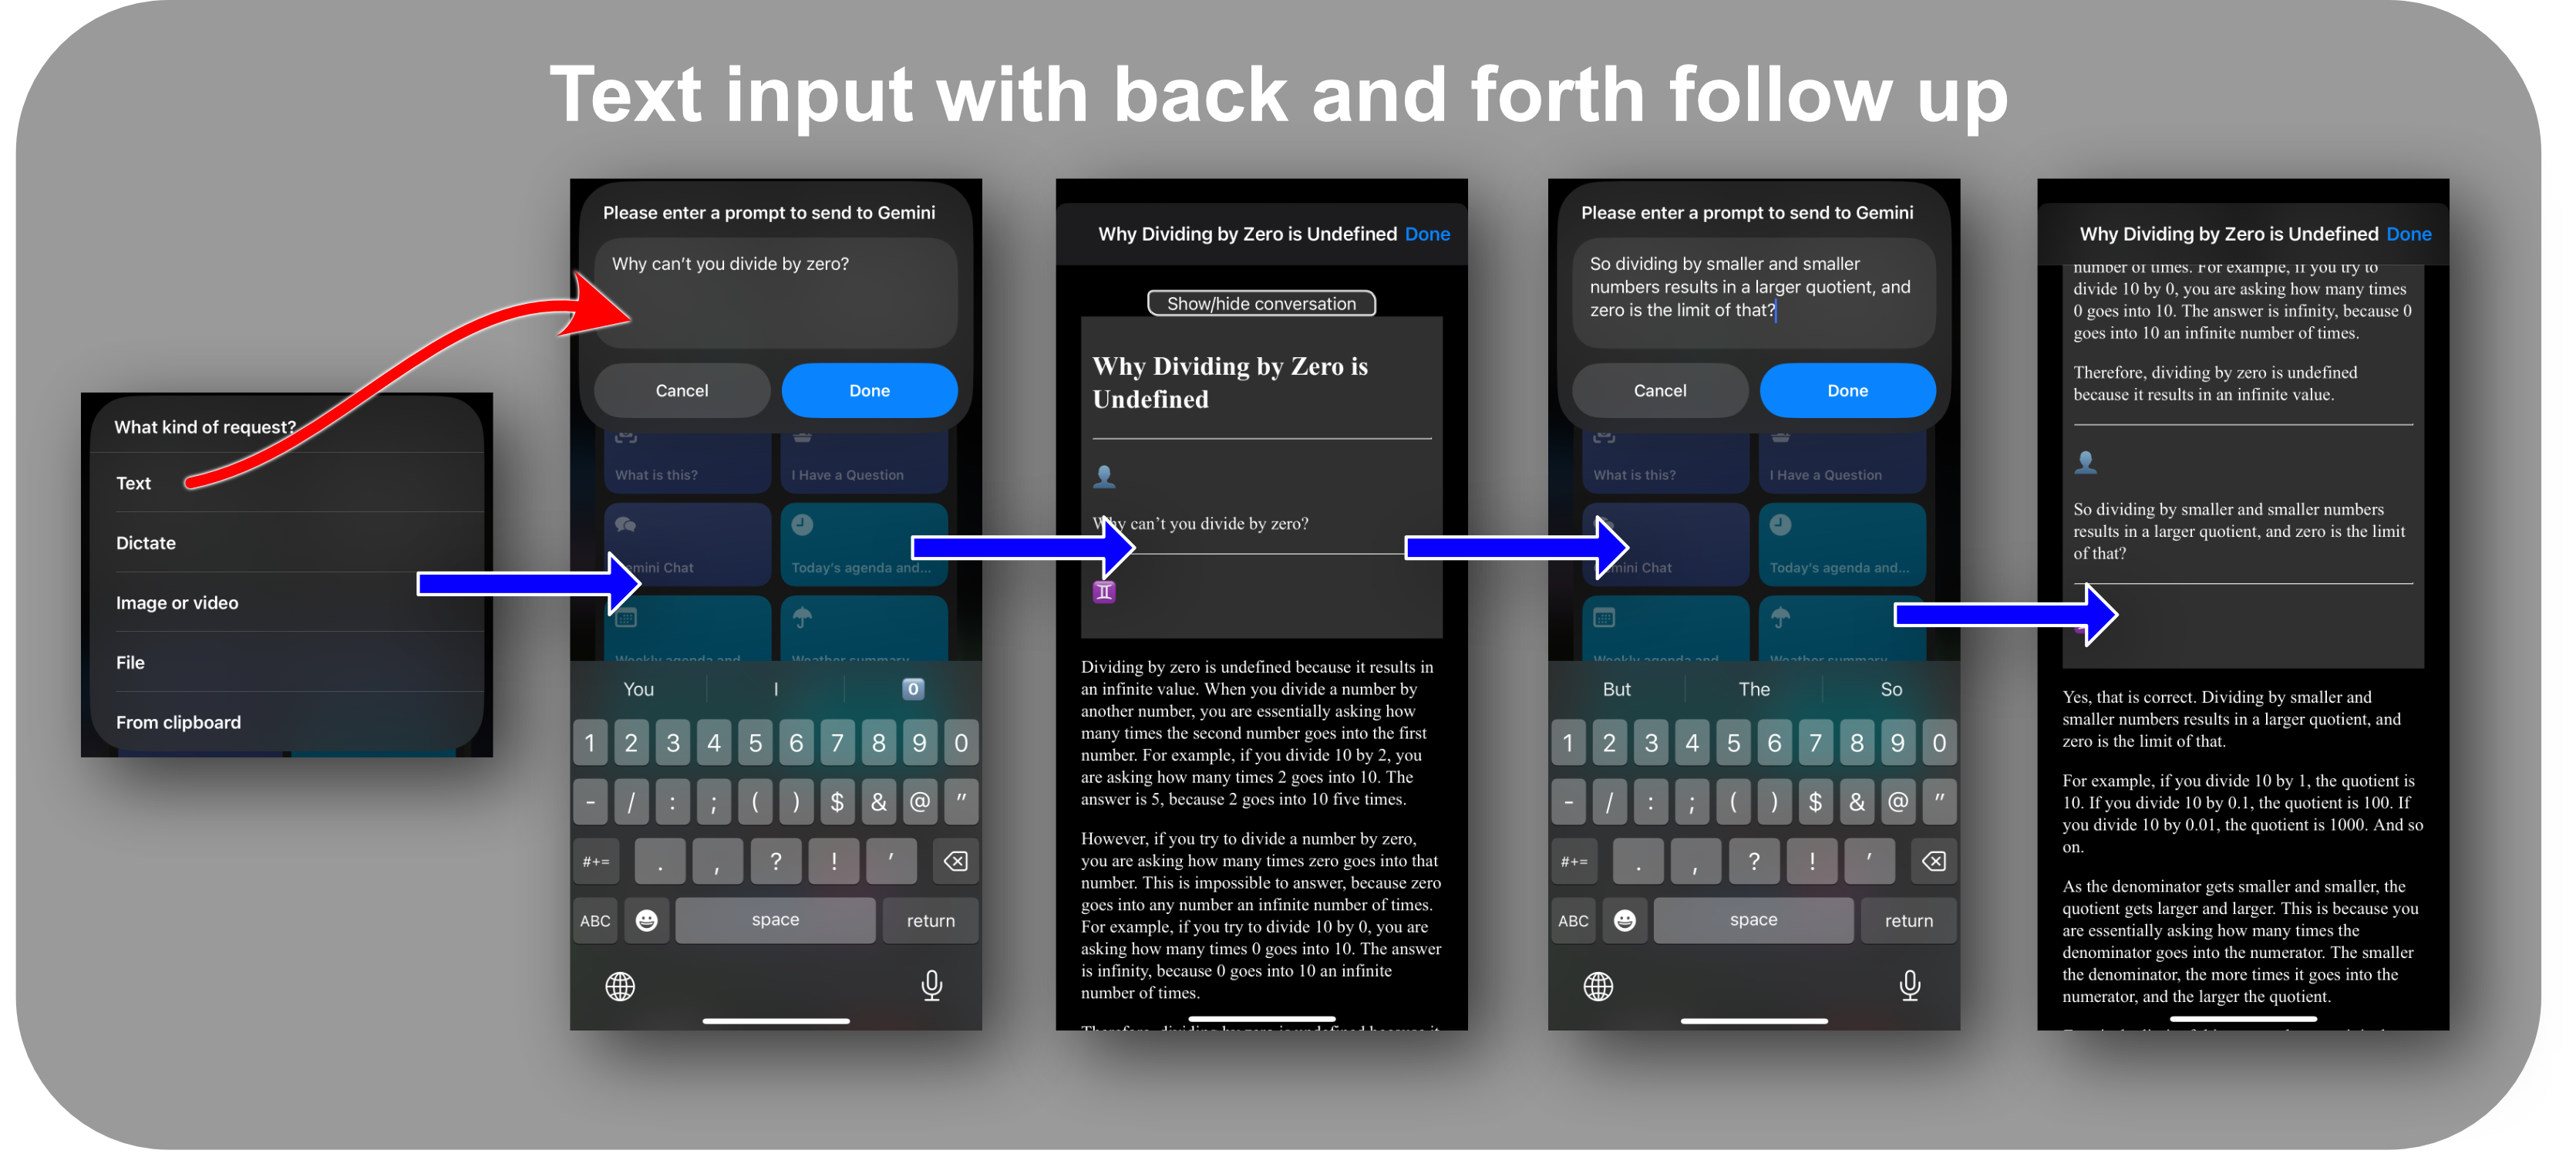 Text input with back and forth follow up
What kind of request?
Text
Dictate
Image or video
File
From clipboard
Please enter a prompt to send to Gemini
Why can’t you divide by zero?
Cancel
Done
What is this?
I Have a Question
mini Chat
Today’s agenda and...
Weekly agenda and
Weather summary
You
I
0
1 2 3 4 5 6 7 8 9 0
- / : ; ( ) $ & @ "
#+= . , ? ! ’
ABC
space
return
Why Dividing by Zero is Undefined
Done
Show/hide conversation
Why Dividing by Zero is
Undefined
Why can’t you divide by zero?
Dividing by zero is undefined because it results in
an infinite value. When you divide a number by
another number, you are essentially asking how
many times the second number goes into the first
number. For example, if you divide 10 by 2, you
are asking how many times 2 goes into 10. The
answer is 5, because 2 goes into 10 five times.
However, if you try to divide a number by zero,
you are asking how many times zero goes into that
number. This is impossible to answer, because zero
goes into any number an infinite number of times.
For example, if you try to divide 10 by 0, you are
asking how many times 0 goes into 10. The answer
is infinity, because 0 goes into 10 an infinite
number of times.
Therefore, dividing by zero is undefined because it
Please enter a prompt to send to Gemini
So dividing by smaller and smaller
numbers results in a larger quotient, and
zero is the limit of that?
Cancel
Done
What is this?
I Have a Question
mini Chat
Today’s agenda and...
Weekly agenda and
Weather summary
But
The
So
1 2 3 4 5 6 7 8 9 0
- / : ; ( ) $ & @ "
#+= . , ? ! ’
ABC
space
return
Why Dividing by Zero is Undefined
Done
number of times. For example, if you try to
divide 10 by 0, you are asking how many times
0 goes into 10. The answer is infinity, because 0
goes into 10 an infinite number of times.
Therefore, dividing by zero is undefined
because it results in an infinite value.
So dividing by smaller and smaller numbers
results in a larger quotient, and zero is the limit
of that?
Yes, that is correct. Dividing by smaller and
smaller numbers results in a larger quotient, and
zero is the limit of that.
For example, if you divide 10 by 1, the quotient is
10. If you divide 10 by 0.1, the quotient is 100. If
you divide 10 by 0.01, the quotient is 1000. And so
on.
As the denominator gets smaller and smaller, the
quotient gets larger and larger. This is because you
are essentially asking how many times the
denominator goes into the numerator. The smaller
the denominator, the more times it goes into the
numerator, and the larger the quotient.